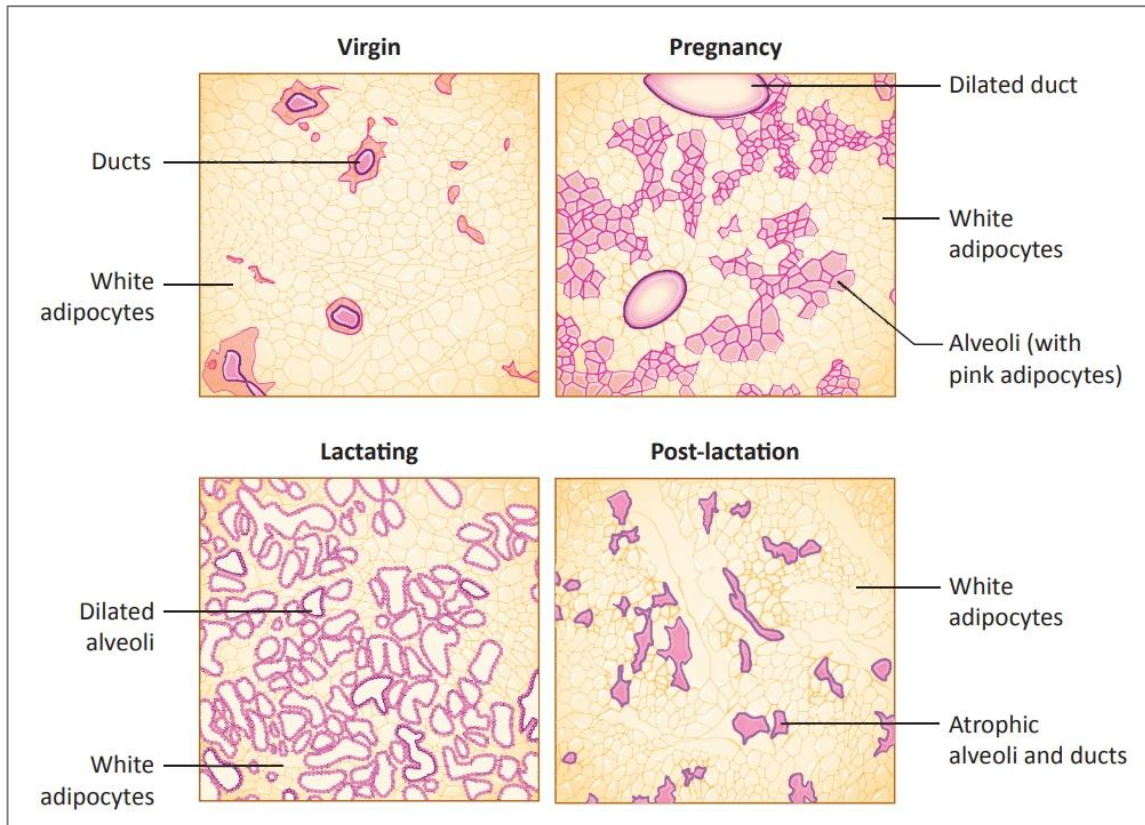 Virgin
Pregnancy
Ducts
White
adipocytes
Dilated duct
White
adipocytes
Alveoli (with
pink adipocytes)
Lactating
Post-lactation
Dilated
alveoli
White
adipocytes
White
adipocytes
Atrophic
alveoli and ducts